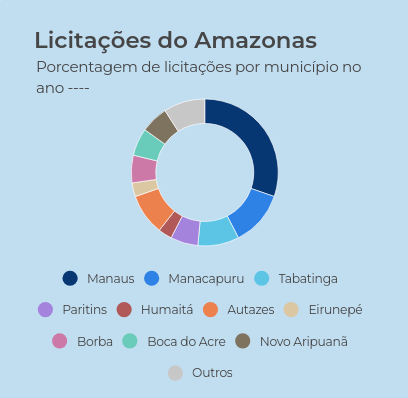 Licitações do Amazonas
Porcentagem de licitações por município no
ano ----
Manaus Manacapuru Tabatinga
Paritins Humaitá Autazes Eirunepé
Borba Boca do Acre Novo Aripuanã
Outros